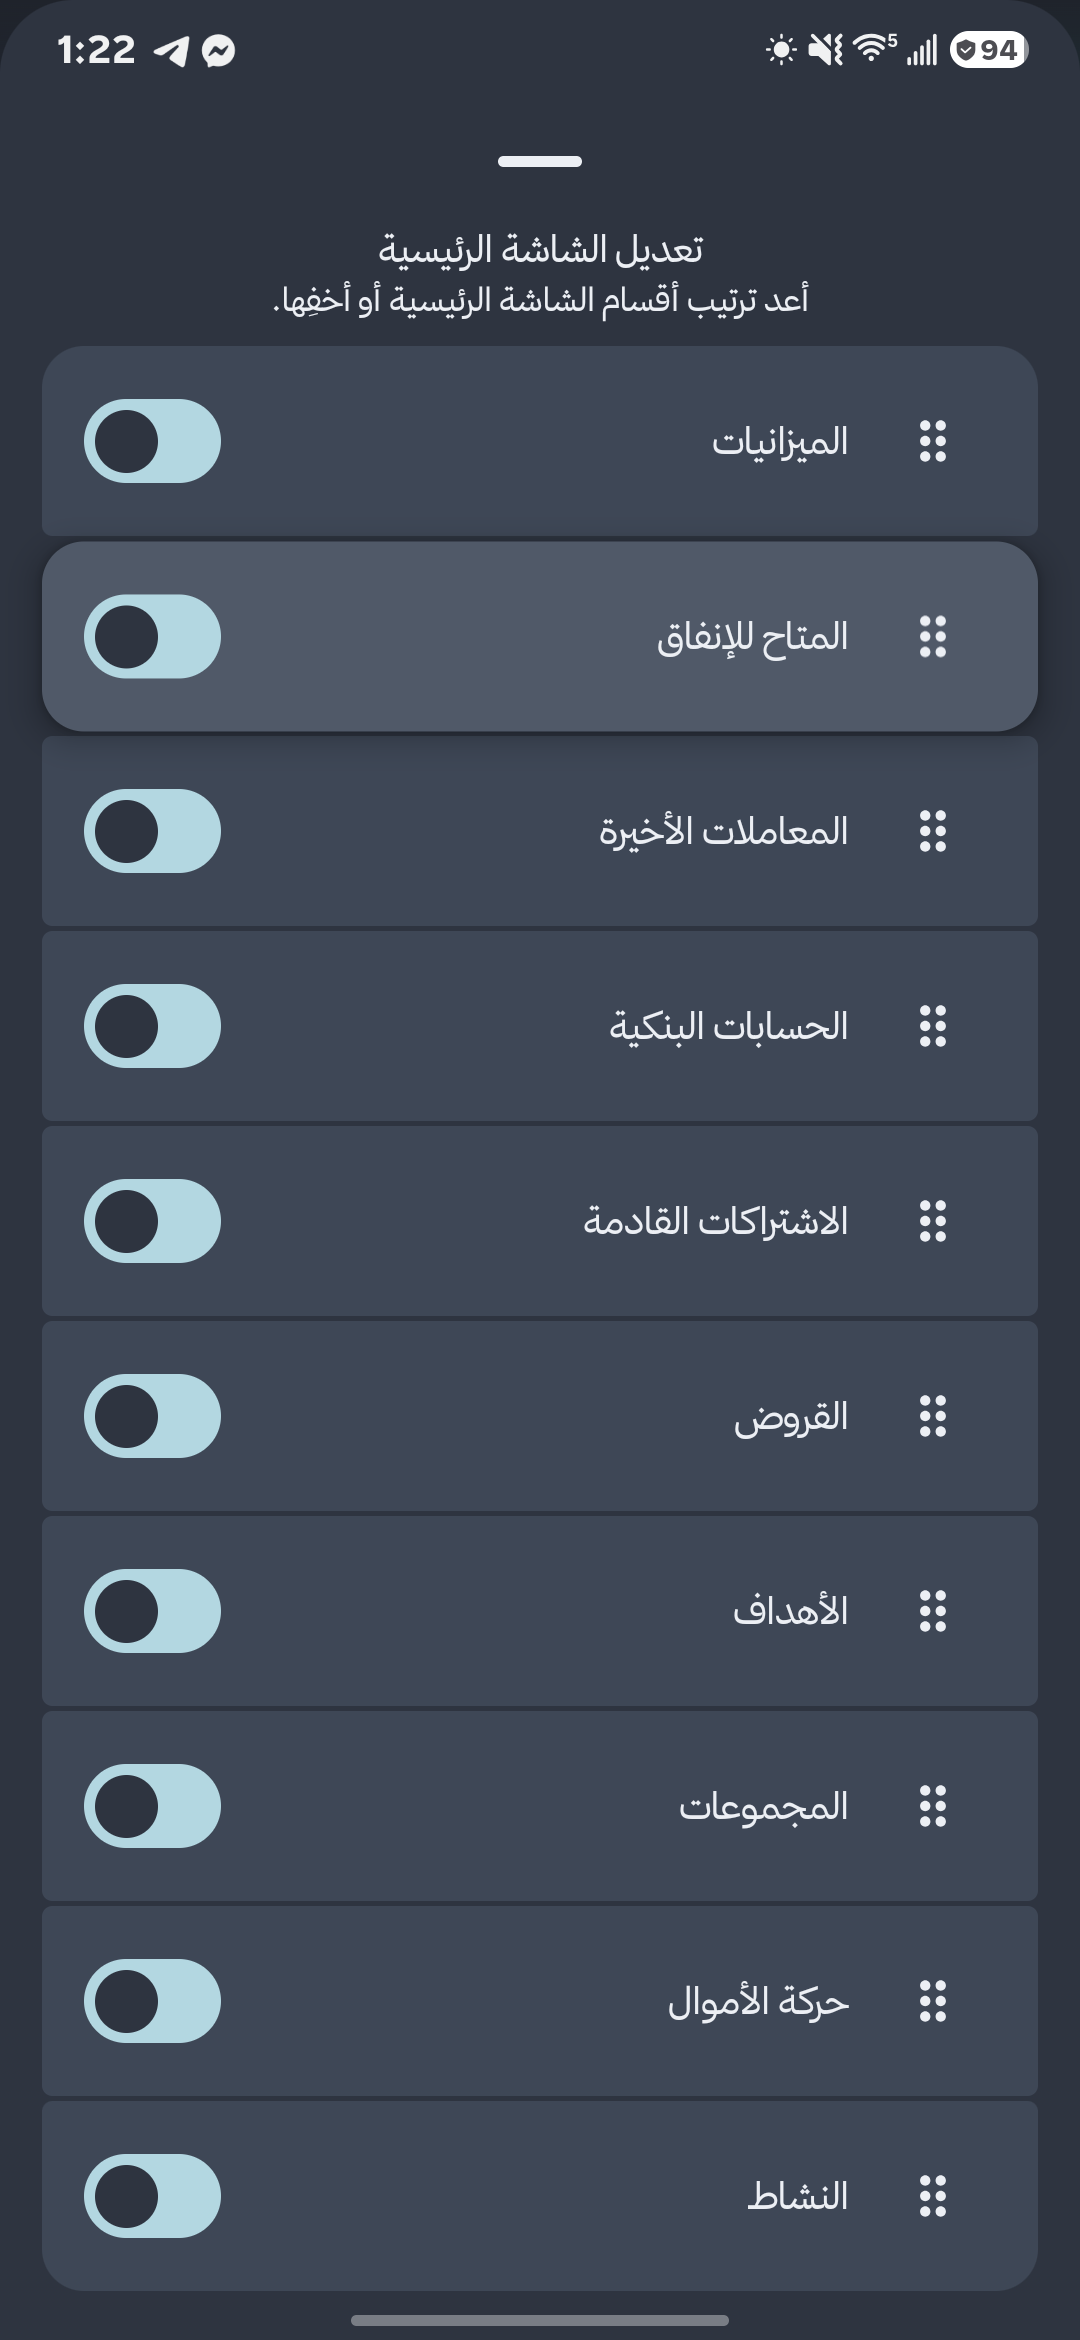 1:22
5
94
تعديل الشاشة الرئيسية
أعد ترتيب أقسام الشاشة الرئيسية أو أخفِها.
الميزانيات
المتاح للإنفاق
المعاملات الأخيرة
الحسابات البنكية
الاشتراكات القادمة
القروض
الأهداف
المجموعات
حركة الأموال
النشاط